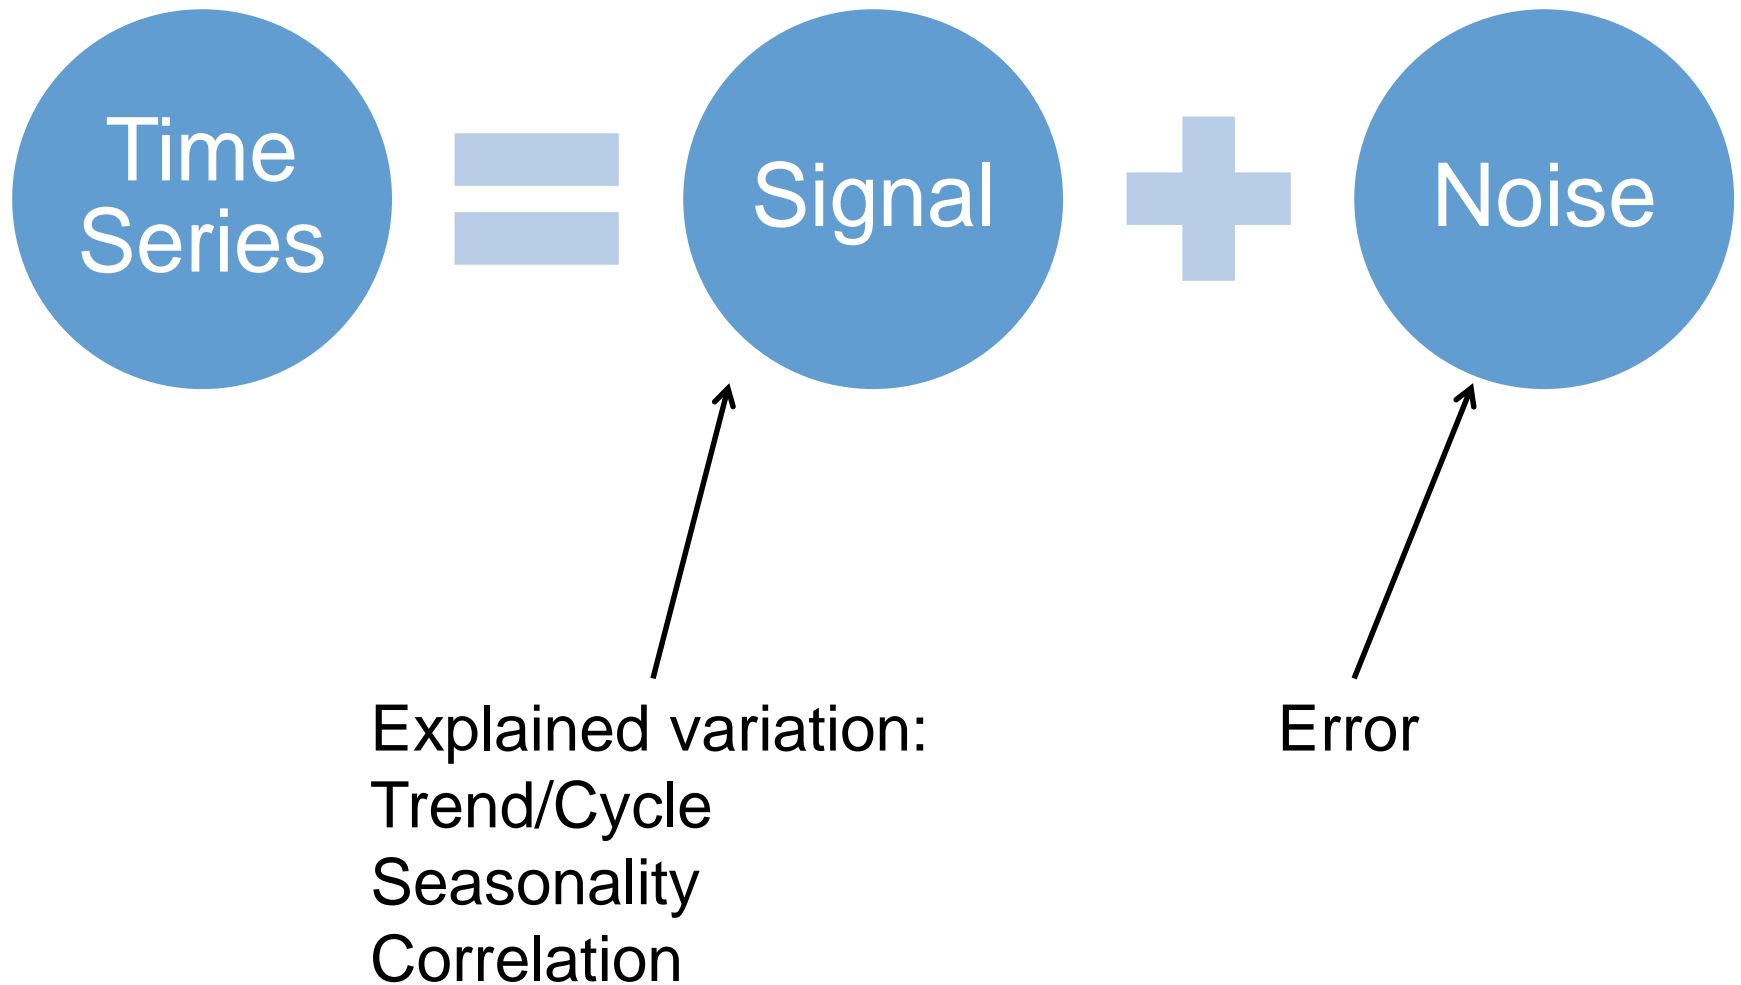 Time
Series
Signal
Noise
Explained variation:
Trend/Cycle
Seasonality
Correlation
Error